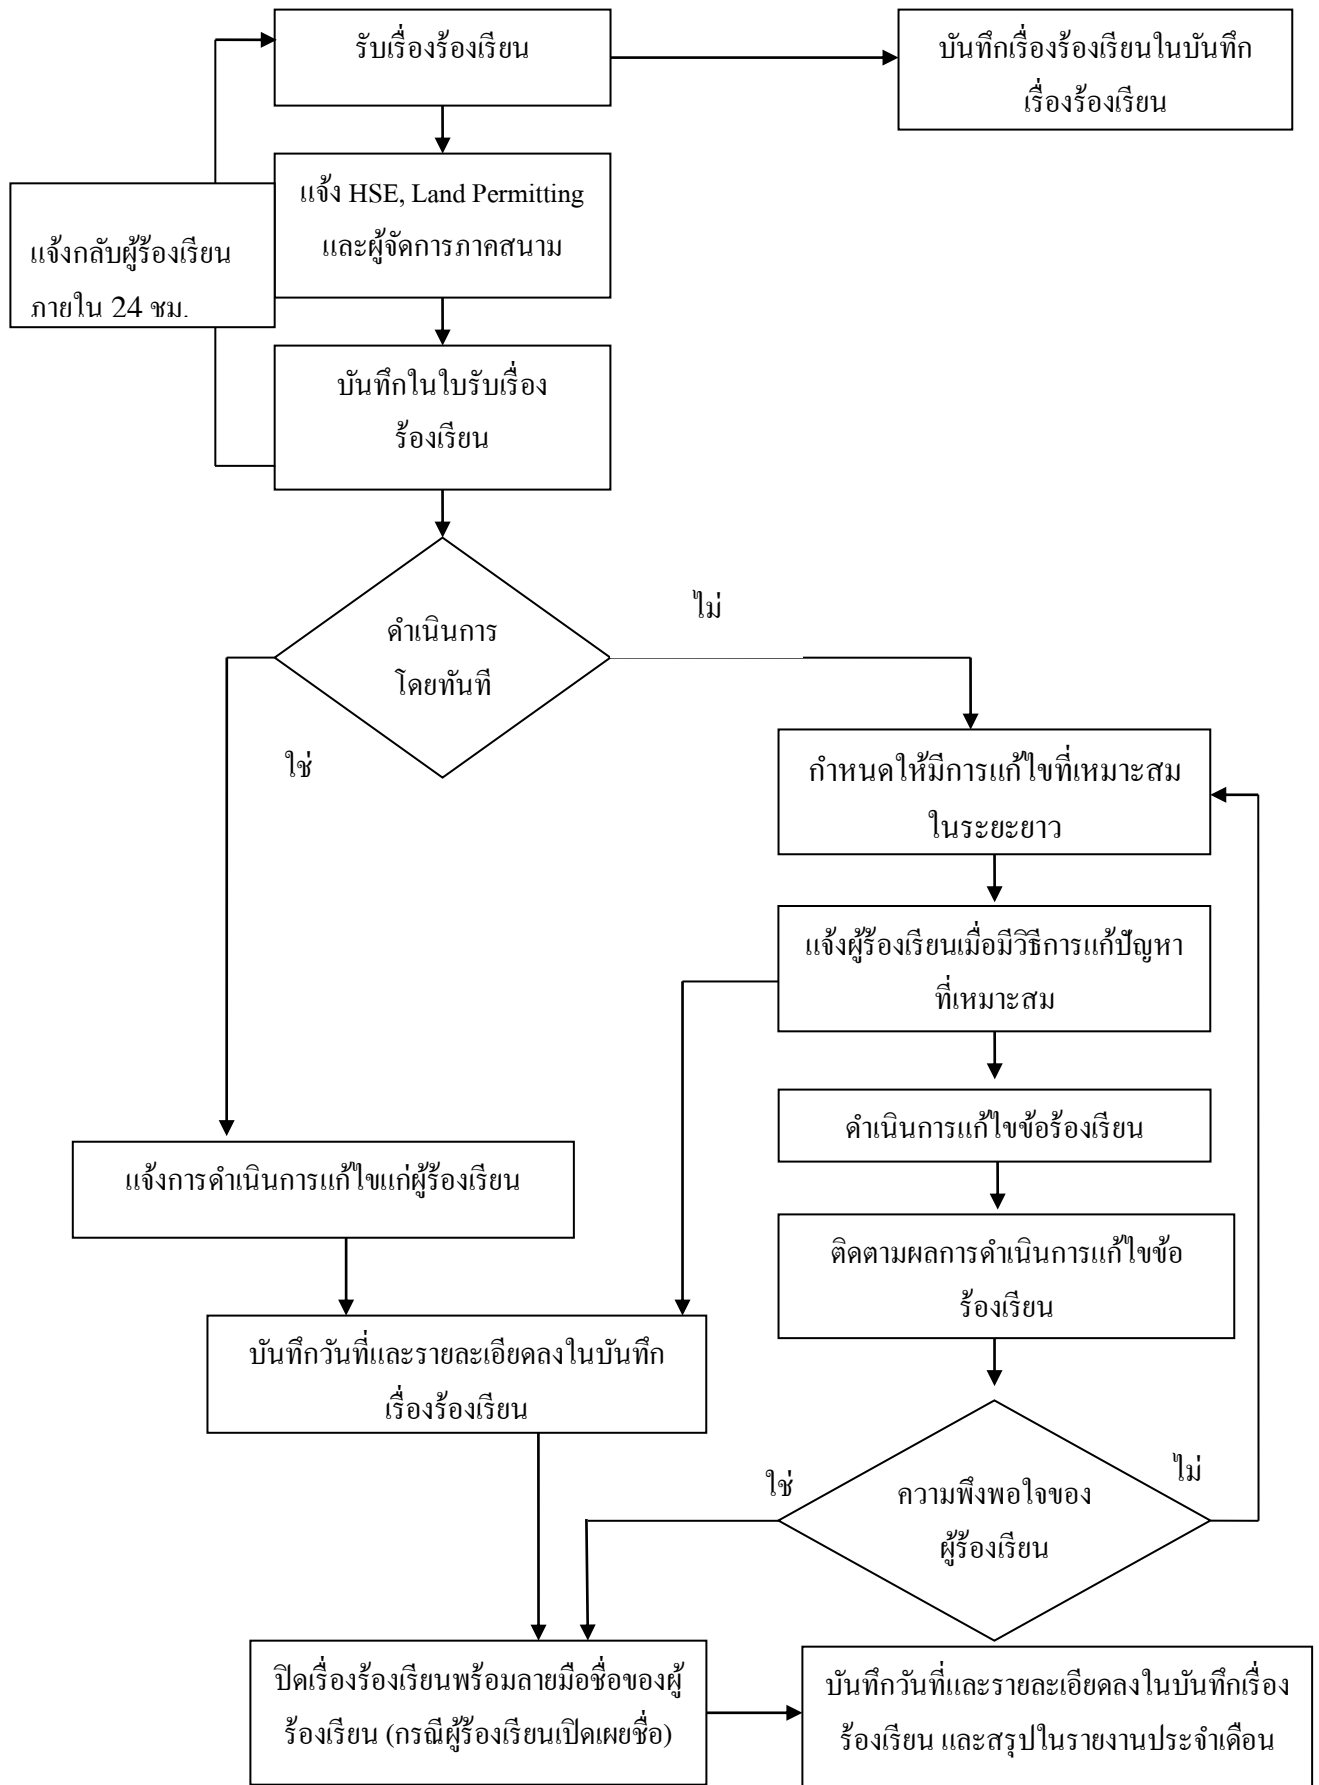 รับเรื่องร้องเรียน
บันทึกเรื่องร้องเรียนในบันทึก
เรื่องร้องเรียน
แจ้ง HSE, Land Permitting
และผู้จัดการภาคสนาม
แจ้งกลับผู้ร้องเรียน
ภายใน 24 ชม.
บันทึกในใบรับเรื่อง
ร้องเรียน
ดำเนินการ
โดยทันที
ไม่
ใช่
กำหนดให้มีการแก้ไขที่เหมาะสม
ในระยะยาว
แจ้งผู้ร้องเรียนเมื่อมีวิธีการแก้ปัญหา
ที่เหมาะสม
ดำเนินการแก้ไขข้อร้องเรียน
แจ้งการดำเนินการแก้ไขแก่ผู้ร้องเรียน
ติดตามผลการดำเนินการแก้ไขข้อ
ร้องเรียน
บันทึกวันที่และรายละเอียดลงในบันทึก
เรื่องร้องเรียน
ใช่
ความพึงพอใจของ
ผู้ร้องเรียน
ไม่
ปิดเรื่องร้องเรียนพร้อมลายมือชื่อของผู้
ร้องเรียน (กรณีผู้ร้องเรียนเปิดเผยชื่อ)
บันทึกวันที่และรายละเอียดลงในบันทึกเรื่อง
ร้องเรียน และสรุปในรายงานประจำเดือน